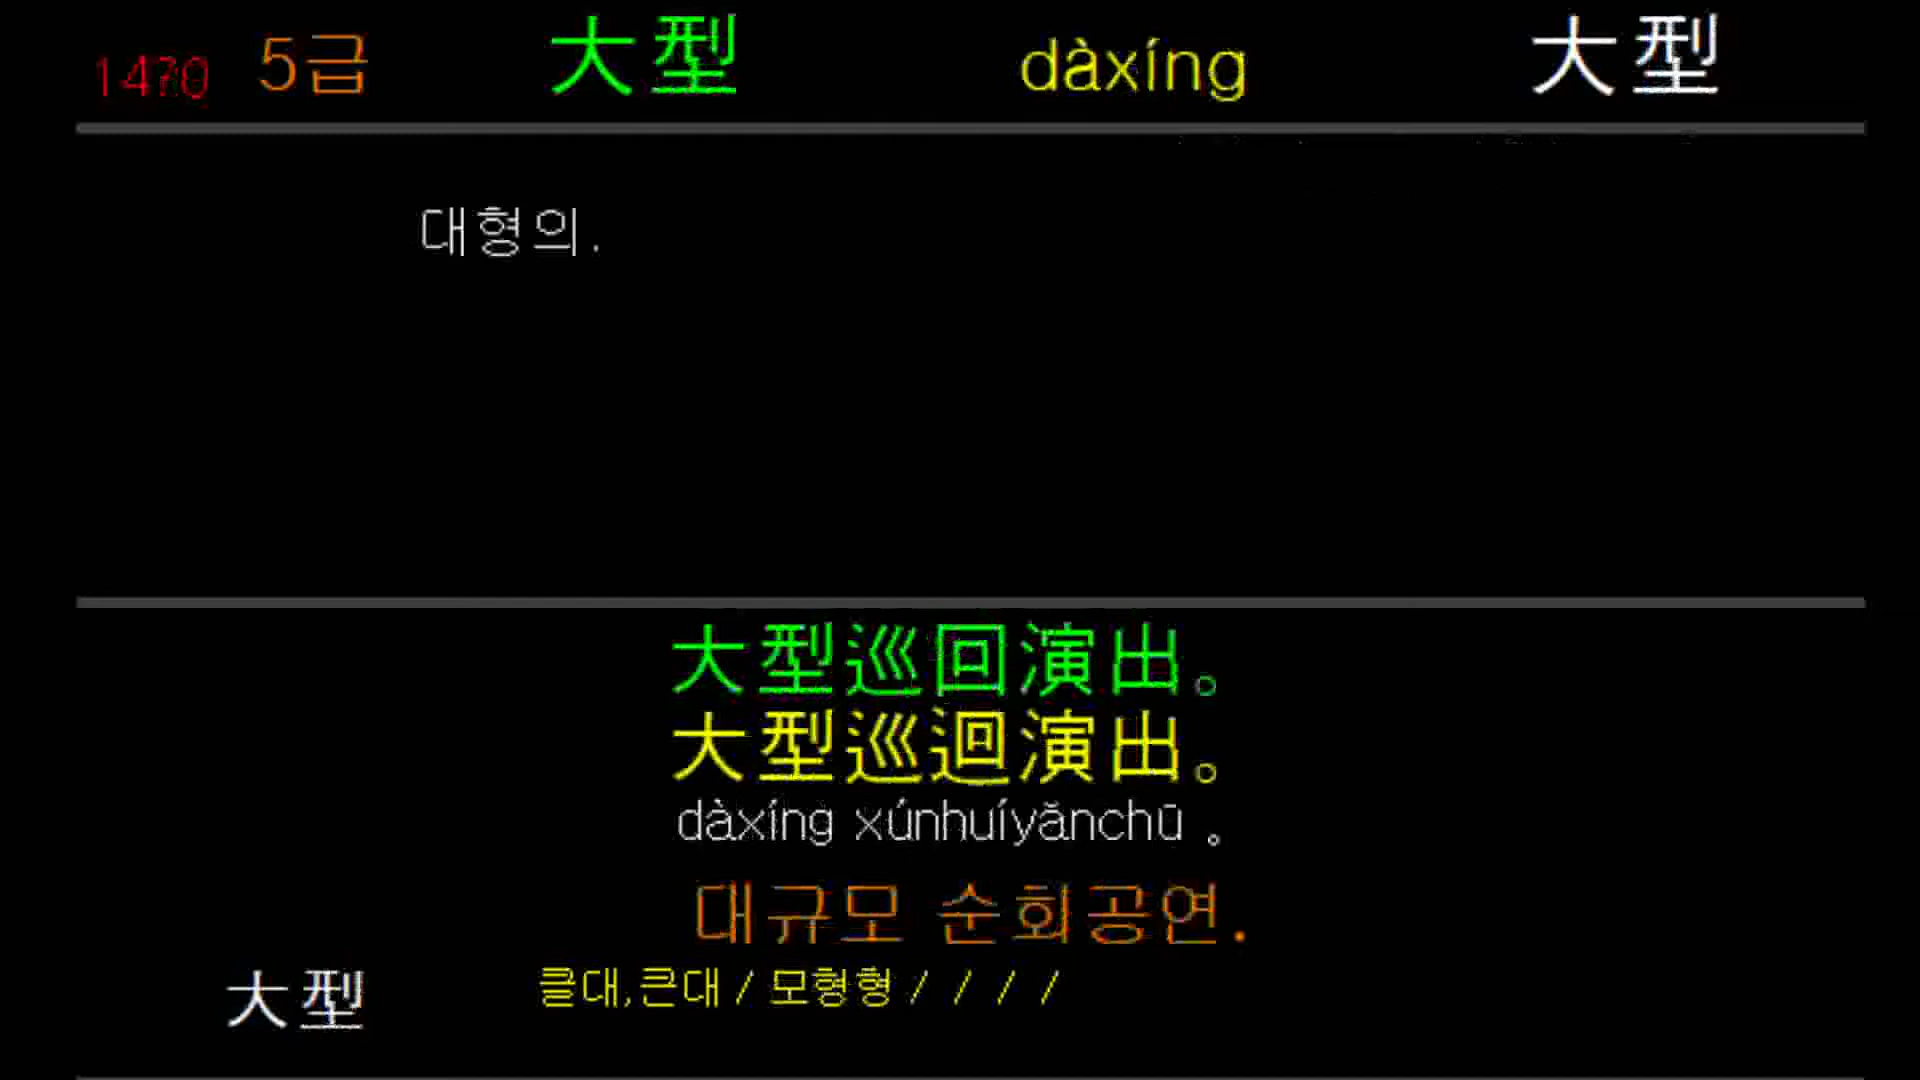 5급 大型 dàxíng 大型
대형의.
大型巡回演出。
大型巡迴演出。
dàxíng xúnhuíyǎnchū 。
대규모 순회공연.
大型 클대,큰대 / 모형형 / / / /